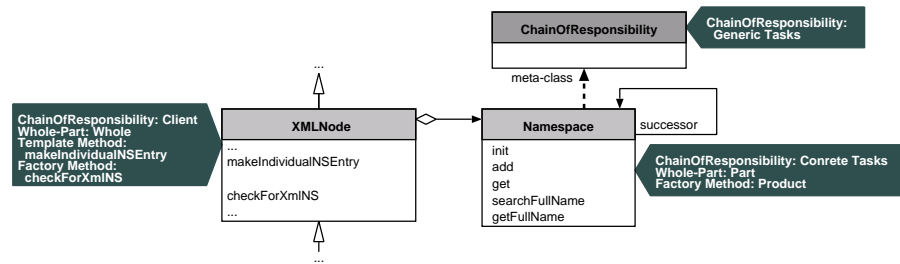 ChainOfResponsibility
ChainOfResponsibility:
Generic Tasks
meta-class
...
ChainOfResponsibility: Client
Whole-Part: Whole
Template Method:
makeIndividualNSEntry
Factory Method:
checkForXmlNS
XMLNode
...
makeIndividualNSEntry
checkForXmlNS
...
...
Namespace
init
add
get
searchFullName
getFullName
successor
ChainOfResponsibility: Conrete Tasks
Whole-Part: Part
Factory Method: Product